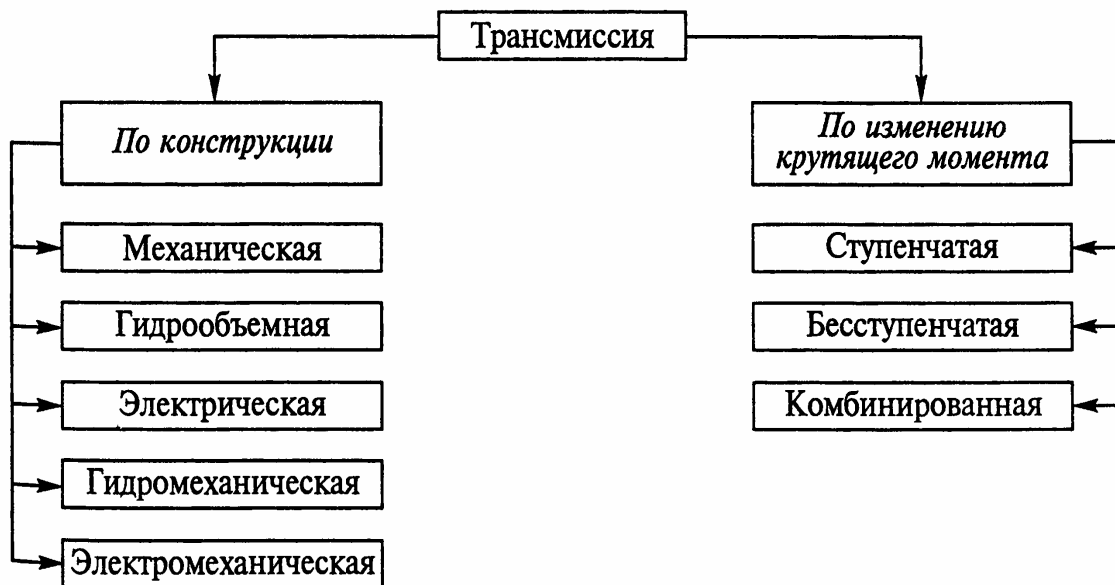 Трансмиссия
По конструкции
Механическая
Гидрообъемная
Электрическая
Гидромеханическая
Электромеханическая
По изменению
крутящего момента
Ступенчатая
Бесступенчатая
Комбинированная